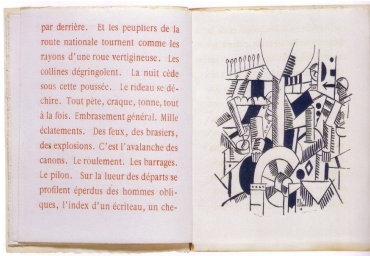 par derrière. Et les peupliers de la
route nationale tournent comme les
rayons d'une roue vertigineuse. Les
collines dégringolent. La nuit cède
sous cette poussée. Le rideau se dé-
chire. Tout pète, craque, tonne, tout
à la fois. Embrasement général. Mille
éclatements. Des feux, des brasiers,
des explosions. C'est l'avalanche des
canons. Le roulement. Les barrages.
Le pilon. Sur la lueur des départs se
profilent éperdus des hommes obli-
ques, l'index d'un écriteau, un che-